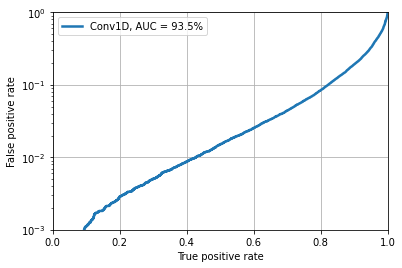 Conv1D, AUC = 93.5%
False positive rate
10⁰
10⁻¹
10⁻²
10⁻³
0.0 0.2 0.4 0.6 0.8 1.0
True positive rate